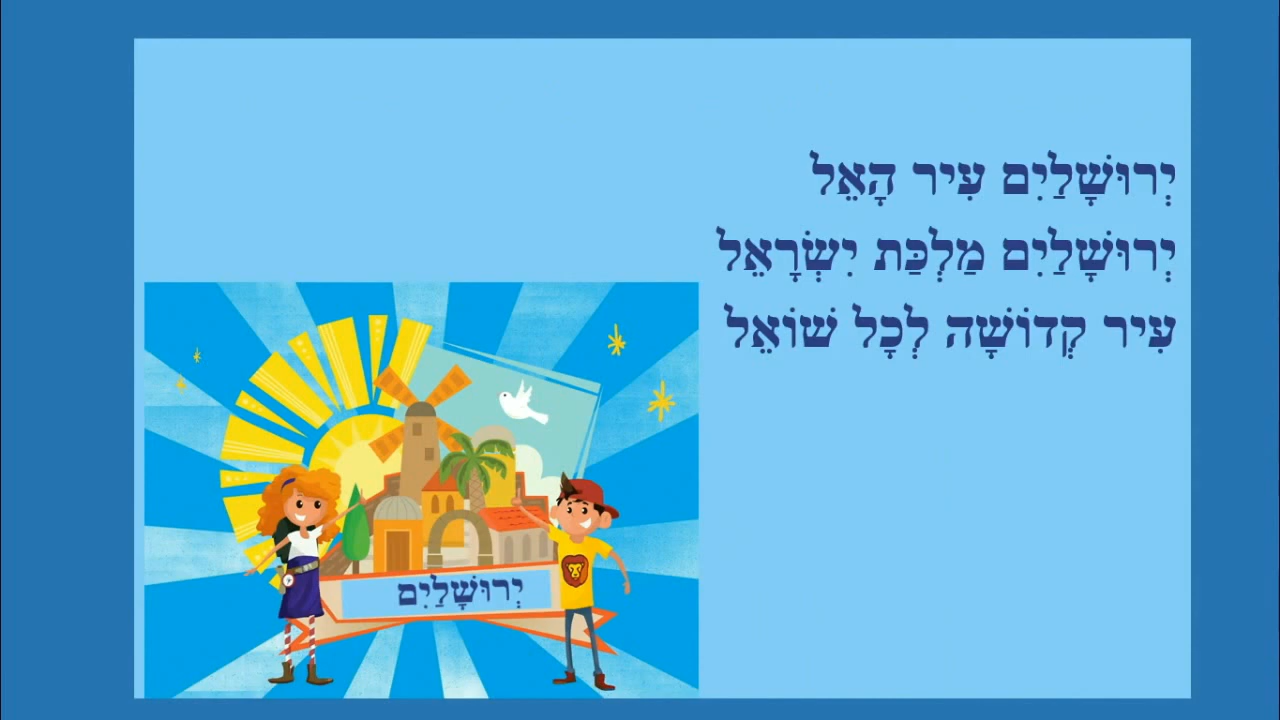 יְרוּשָׁלַיִם עִיר הָאֵל
יְרוּשָׁלַיִם מַלְכַּת יִשְׂרָאֵל
עִיר קְדוֹשָׁה לְכָל שׁוֹאֵל
יְרוּשָׁלַיִם